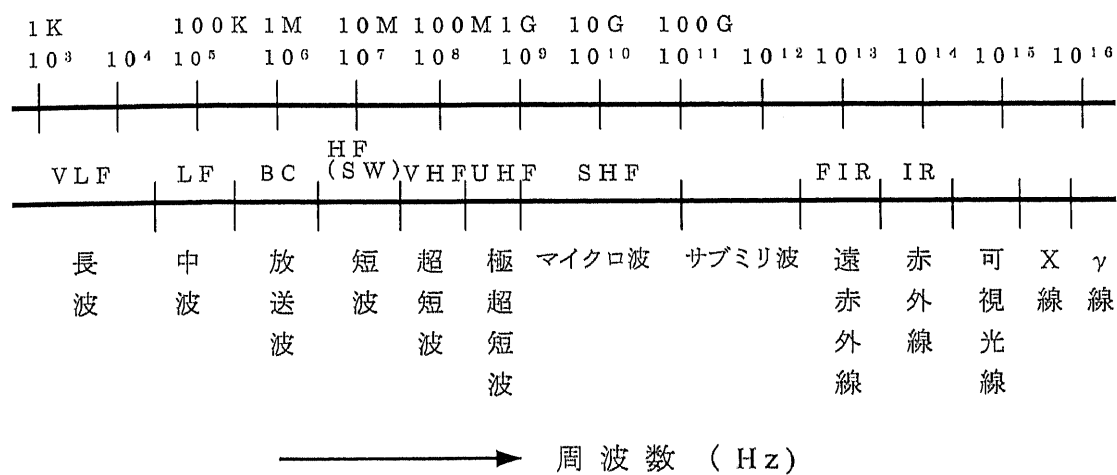 1K 100K 1M 10M 100M 1G 10G 100G
10³ 10⁴ 10⁵ 10⁶ 10⁷ 10⁸ 10⁹ 10¹⁰ 10¹¹ 10¹² 10¹³ 10¹⁴ 10¹⁵ 10¹⁶
VLF LF BC HF (SW) VHF UHF SHF FIR IR
長波 中波 放送波 短波 超短波 極超短波 マイクロ波 サブミリ波 遠赤外線 赤外線 可視光線 X線 γ線
周波数 (Hz)